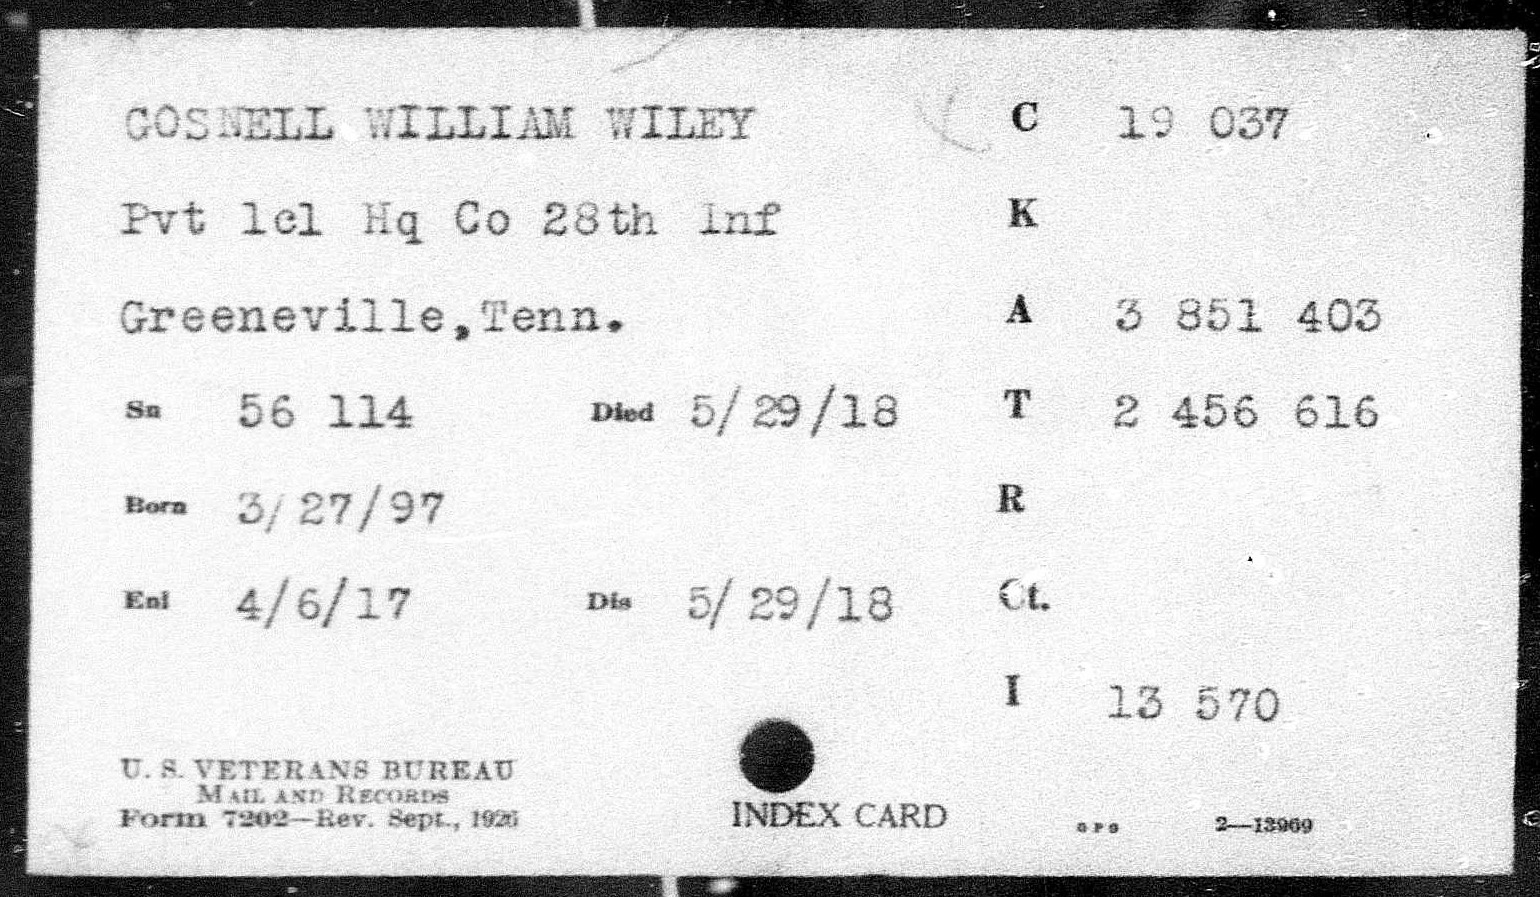 GOSNELL WILLIAM WILEY C 19 037
Pvt 1cl Hq Co 28th Inf K
Greeneville, Tenn. A 3 851 403
Sn 56 114 Died 5/29/18 T 2 456 616
Born 3/27/97 R
Enl 4/6/17 Dis 5/29/18 Ct.
I 13 570
U. S. VETERANS BUREAU
MAIL AND RECORDS
Form 7202—Rev. Sept., 1926
INDEX CARD
GPO 2—13969